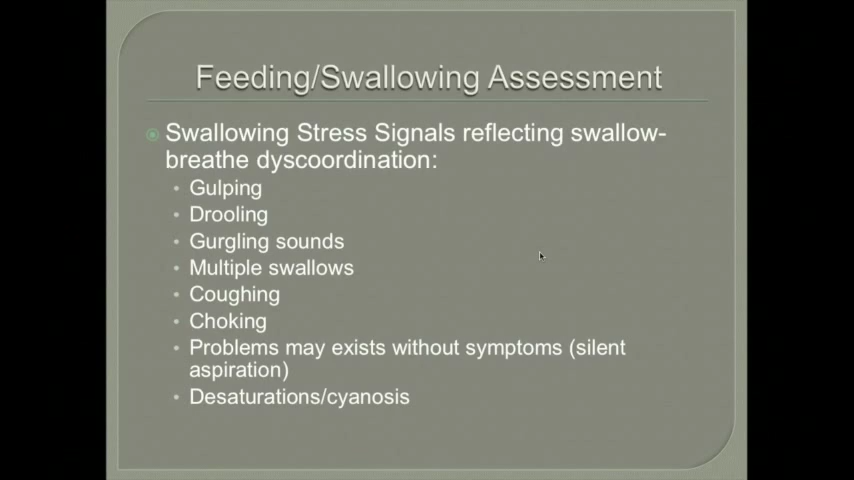 Feeding/Swallowing Assessment
Swallowing Stress Signals reflecting swallow-
breathe dyscoordination:
Gulping
Drooling
Gurgling sounds
Multiple swallows
Coughing
Choking
Problems may exists without symptoms (silent
aspiration)
Desaturations/cyanosis